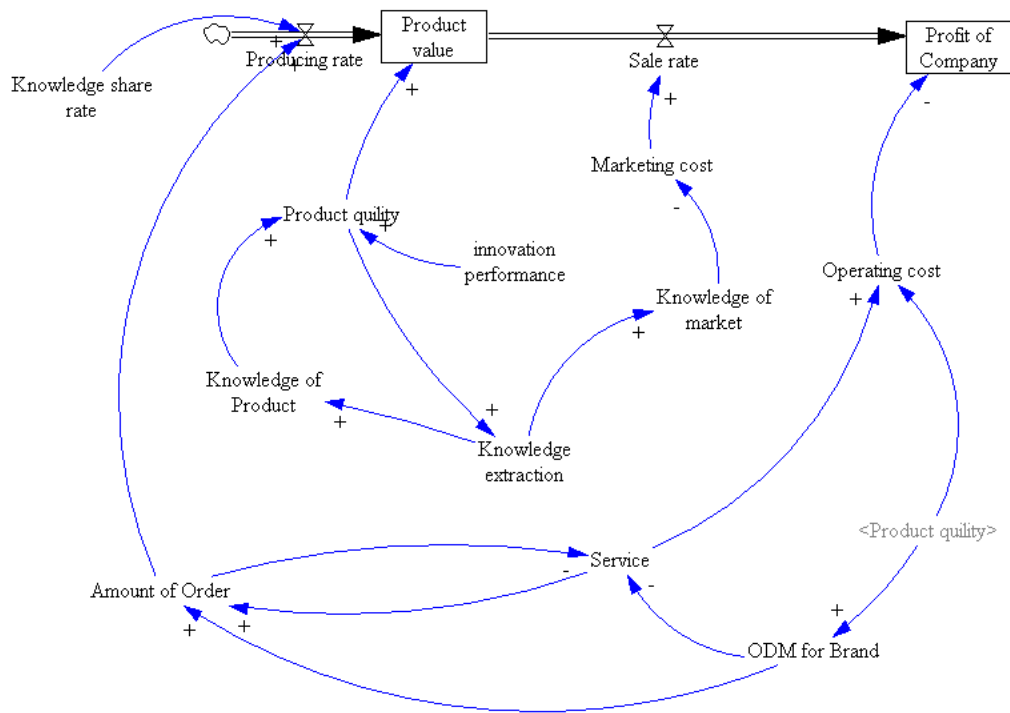 Product
value
Profit of
Company
+
+
Producing rate
Sale rate
Knowledge share
rate
+
+
-
Marketing cost
-
Product quility
+
+
innovation
performance
Operating cost
+
Knowledge of
market
+
Knowledge of
Product
+
+
Knowledge
extraction
<Product quility>
Service
-
-
Amount of Order
+
+
+
ODM for Brand